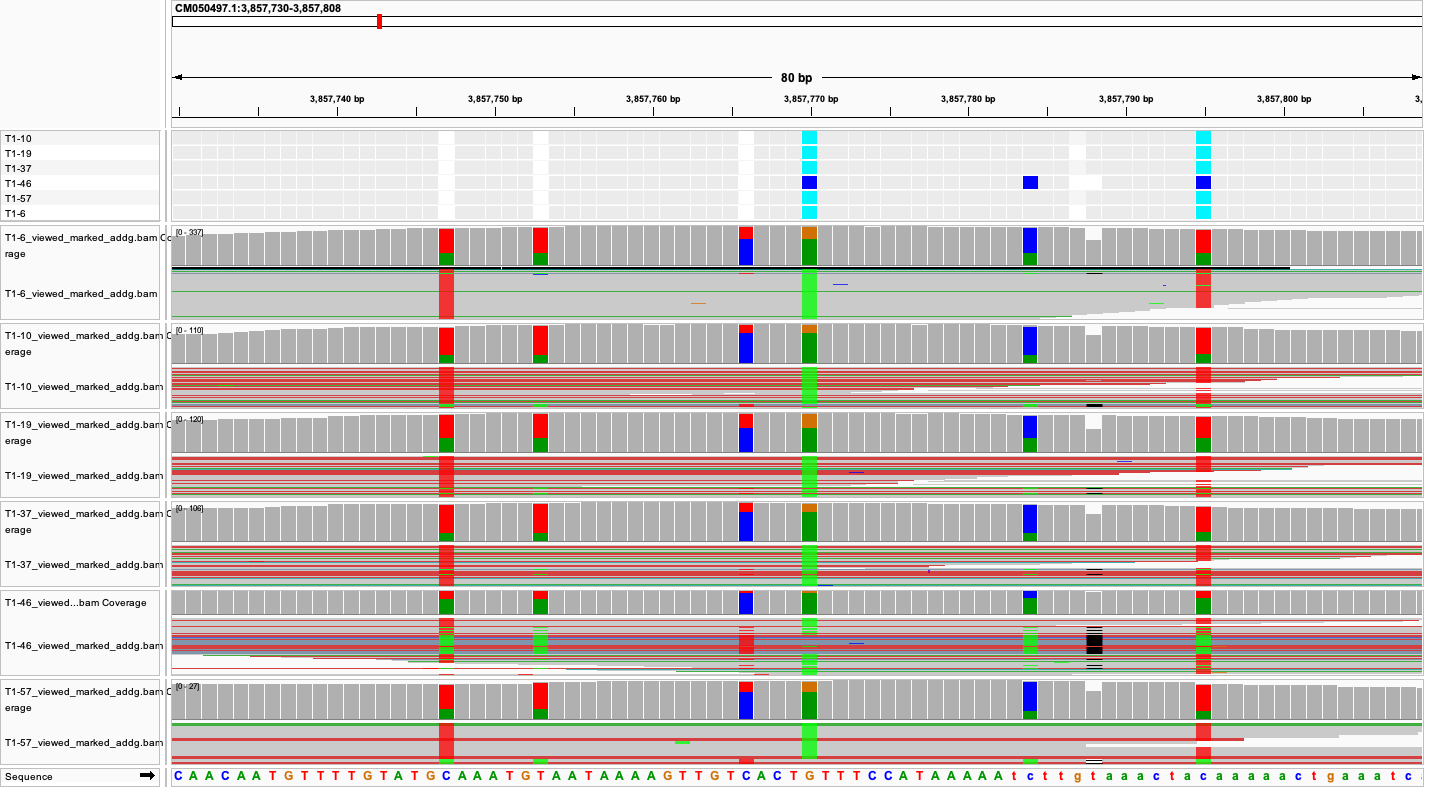 CM050497.1:3,857,730-3,857,808
80 bp
3,857,740 bp 3,857,750 bp 3,857,760 bp 3,857,770 bp 3,857,780 bp 3,857,790 bp 3,857,800 bp 3,
T1-10
T1-19
T1-37
T1-46
T1-57
T1-6
T1-6_viewed_marked_addg.bam Co
rage
[0 - 337]
T1-6_viewed_marked_addg.bam
T1-10_viewed_marked_addg.bam C
erage
[0 - 110]
T1-10_viewed_marked_addg.bam
T1-19_viewed_marked_addg.bam C
erage
[0 - 120]
T1-19_viewed_marked_addg.bam
T1-37_viewed_marked_addg.bam C
erage
[0 - 106]
T1-37_viewed_marked_addg.bam
T1-46_viewed...bam Coverage
T1-46_viewed_marked_addg.bam
T1-57_viewed_marked_addg.bam C
erage
[0 - 27]
T1-57_viewed_marked_addg.bam
Sequence C A A C A A T G T T T T G T A T G C A A A T G T A A T A A A A G T T G T C A C T G T T T C C A T A A A A A t c t t g t a a a c t a c a a a a a c t g a a a t c